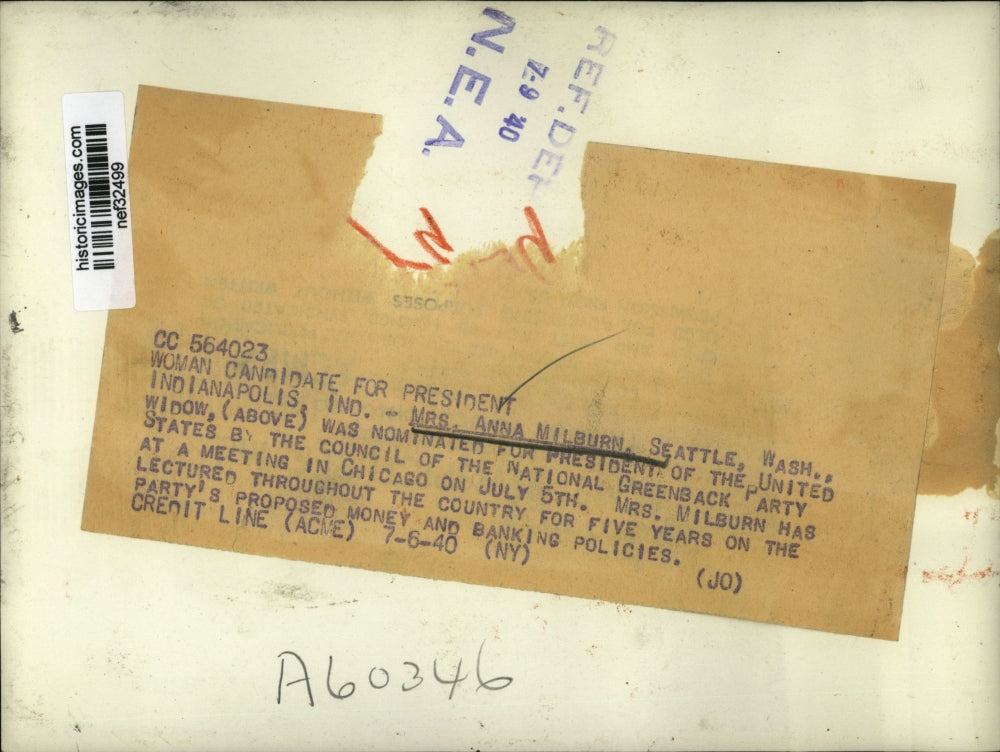 N.E.A.
7-9 '40
REF.DE
historicimages.com
nef32499
CC 564023
WOMAN CANDIDATE FOR PRESIDENT
INDIANAPOLIS, IND. - MRS. ANNA MILBURN, SEATTLE, WASH.,
WIDOW, (ABOVE) WAS NOMINATED FOR PRESIDENT OF THE UNITED
STATES BY THE COUNCIL OF THE NATIONAL GREENBACK PARTY
AT A MEETING IN CHICAGO ON JULY 5TH. MRS. MILBURN HAS
LECTURED THROUGHOUT THE COUNTRY FOR FIVE YEARS ON THE
PARTY'S PROPOSED MONEY AND BANKING POLICIES.
CREDIT LINE (ACME) 7-6-40 (NY) (JO)
A60346